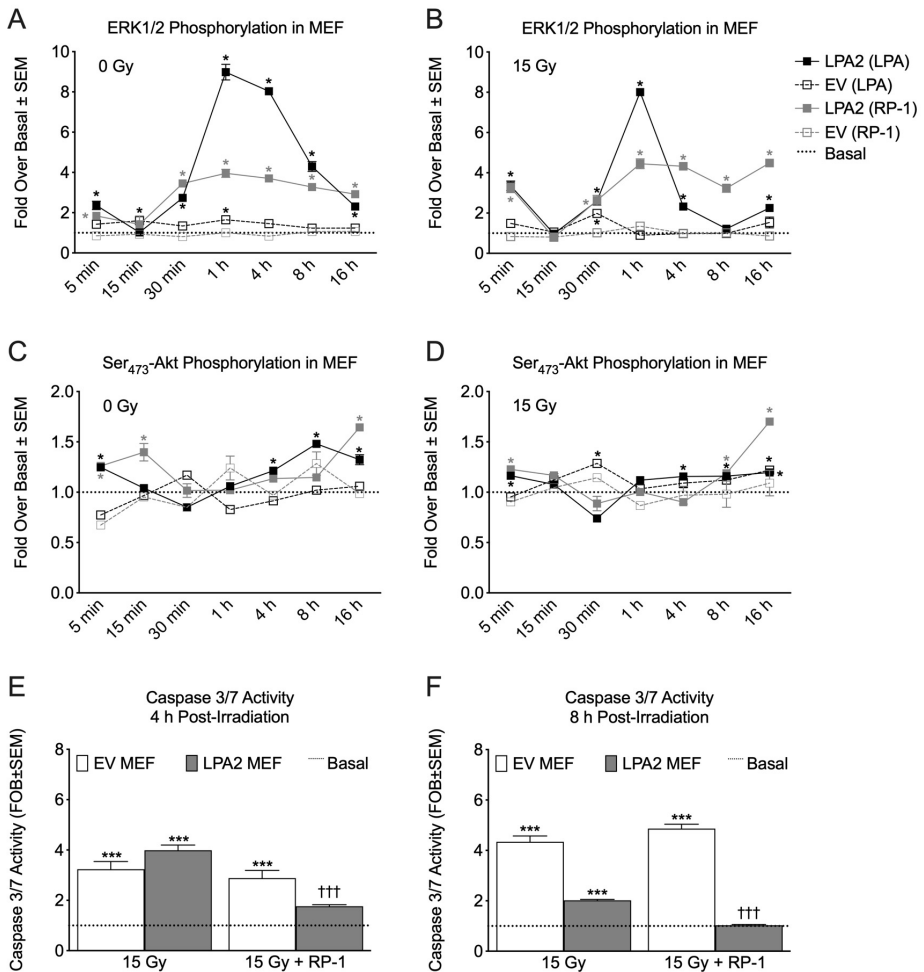 A
ERK1/2 Phosphorylation in MEF
0 Gy
Fold Over Basal ± SEM
10
8
6
4
2
0
5 min
15 min
30 min
1 h
4 h
8 h
16 h
B
ERK1/2 Phosphorylation in MEF
15 Gy
Fold Over Basal ± SEM
10
8
6
4
2
0
5 min
15 min
30 min
1 h
4 h
8 h
16 h
LPA2 (LPA)
EV (LPA)
LPA2 (RP-1)
EV (RP-1)
Basal
C
Ser473-Akt Phosphorylation in MEF
0 Gy
Fold Over Basal ± SEM
2.0
1.5
1.0
0.5
0.0
5 min
15 min
30 min
1 h
4 h
8 h
16 h
D
Ser473-Akt Phosphorylation in MEF
15 Gy
Fold Over Basal ± SEM
2.0
1.5
1.0
0.5
0.0
5 min
15 min
30 min
1 h
4 h
8 h
16 h
E
Caspase 3/7 Activity
4 h Post-Irradiation
Caspase 3/7 Activity (FOB±SEM)
8
6
4
2
0
EV MEF
LPA2 MEF
Basal
***
***
***
†††
15 Gy
15 Gy + RP-1
F
Caspase 3/7 Activity
8 h Post-Irradiation
Caspase 3/7 Activity (FOB±SEM)
8
6
4
2
0
EV MEF
LPA2 MEF
Basal
***
***
***
†††
15 Gy
15 Gy + RP-1